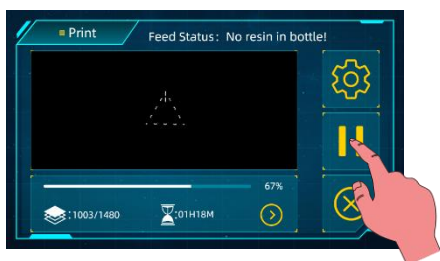 Print
Feed Status: No resin in bottle!
67%
:1003/1480
:01H18M